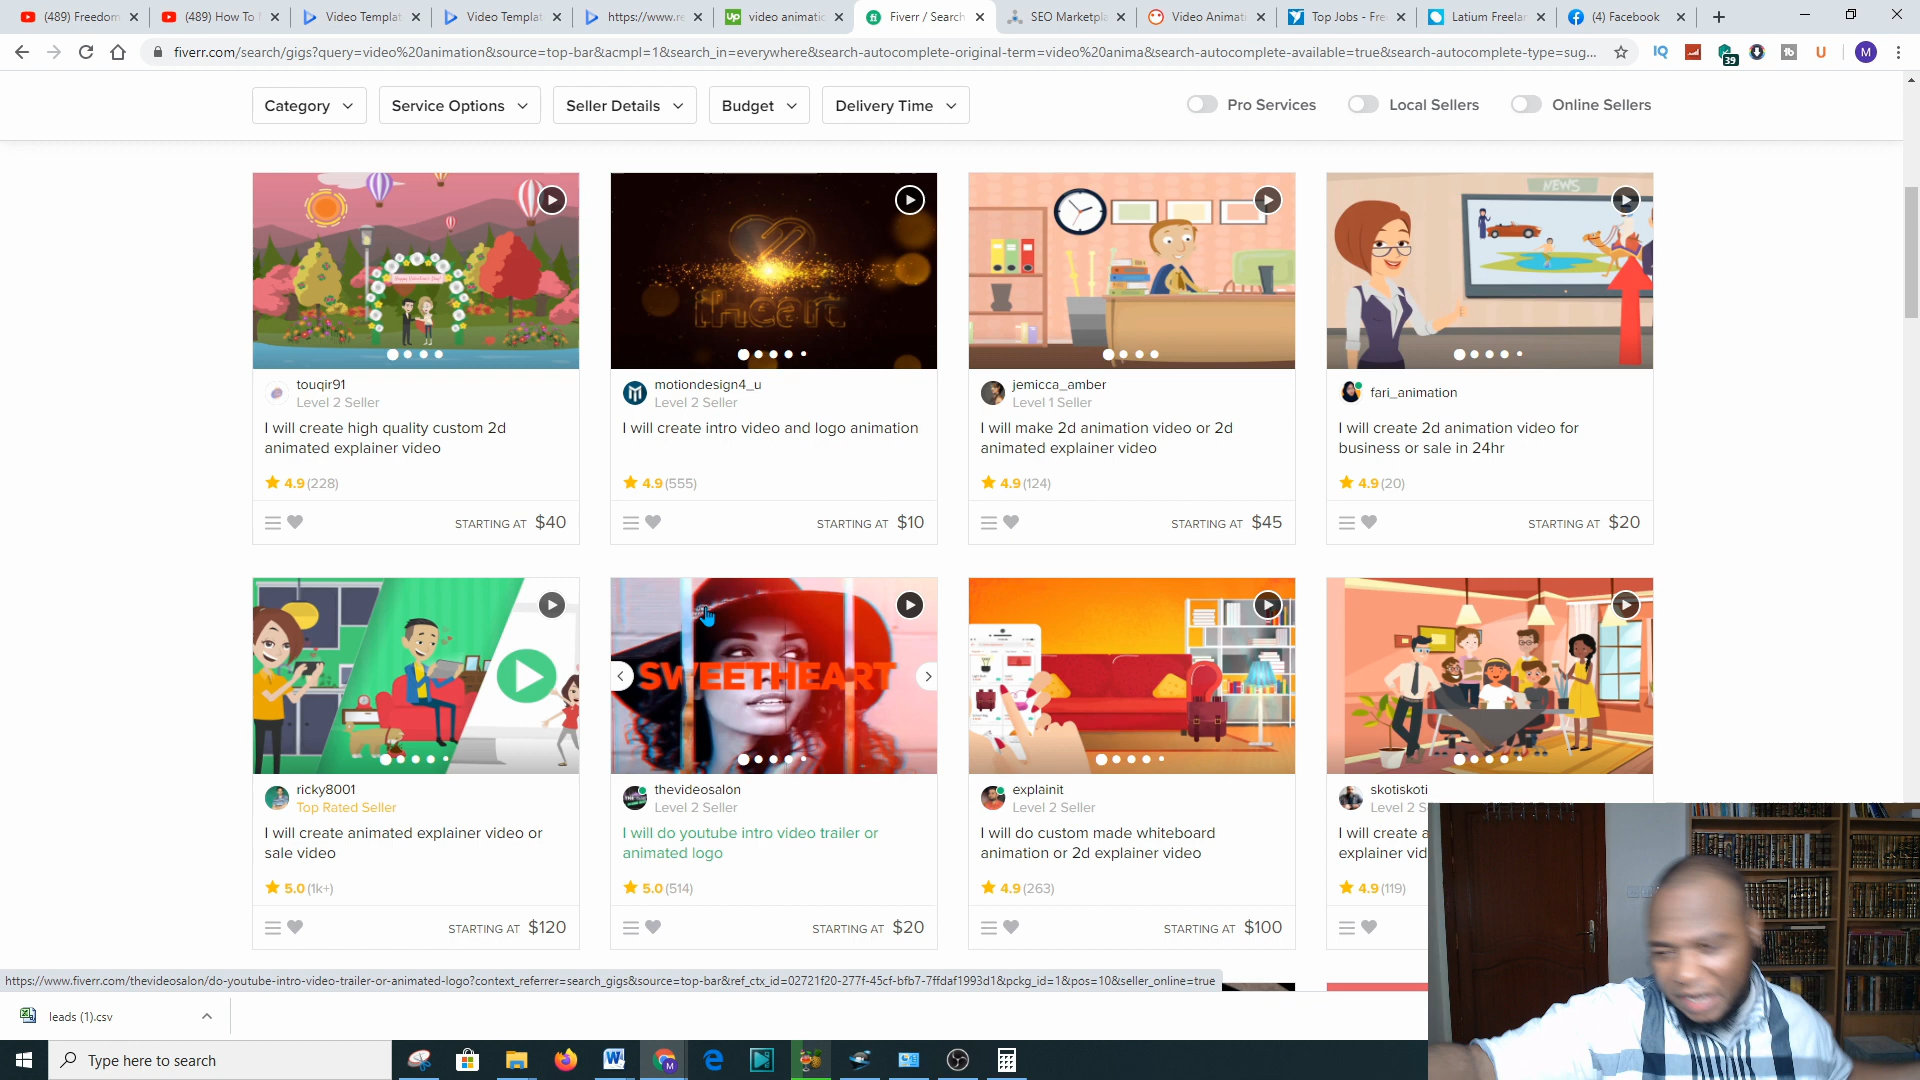 (489) Freedom
(489) How To
Video Templat
Video Templat
https://www.re
video animatic
Fiverr / Search
SEO Marketpla
Video Animati
Top Jobs - Fre
Latium Freelan
(4) Facebook
fiverr.com/search/gigs?query=video%20animation&source=top-bar&acmpl=1&search_in=everywhere&search-autocomplete-original-term=video%20anima&search-autocomplete-available=true&search-autocomplete-type=sug...
IQ
39
tb
U
M
Category
Service Options
Seller Details
Budget
Delivery Time
Pro Services
Local Sellers
Online Sellers
iHeart
NEWS
touqir91
Level 2 Seller
I will create high quality custom 2d
animated explainer video
4.9 (228)
STARTING AT $40
motiondesign4_u
Level 2 Seller
I will create intro video and logo animation
4.9 (555)
STARTING AT $10
jemicca_amber
Level 1 Seller
I will make 2d animation video or 2d
animated explainer video
4.9 (124)
STARTING AT $45
fari_animation
I will create 2d animation video for
business or sale in 24hr
4.9 (20)
STARTING AT $20
SWEETHEART
ricky8001
Top Rated Seller
I will create animated explainer video or
sale video
5.0 (1k+)
STARTING AT $120
thevideosalon
Level 2 Seller
I will do youtube intro video trailer or
animated logo
5.0 (514)
STARTING AT $20
explainit
Level 2 Seller
I will do custom made whiteboard
animation or 2d explainer video
4.9 (263)
STARTING AT $100
skotiskoti
Level 2 S
I will create a
explainer vid
4.9 (119)
https://www.fiverr.com/thevideosalon/do-youtube-intro-video-trailer-or-animated-logo?context_referrer=search_gigs&source=top-bar&ref_ctx_id=02721f20-277f-45cf-bfb7-7ffdaf1993d1&pckg_id=1&pos=10&seller_online=true
leads (1).csv
Type here to search